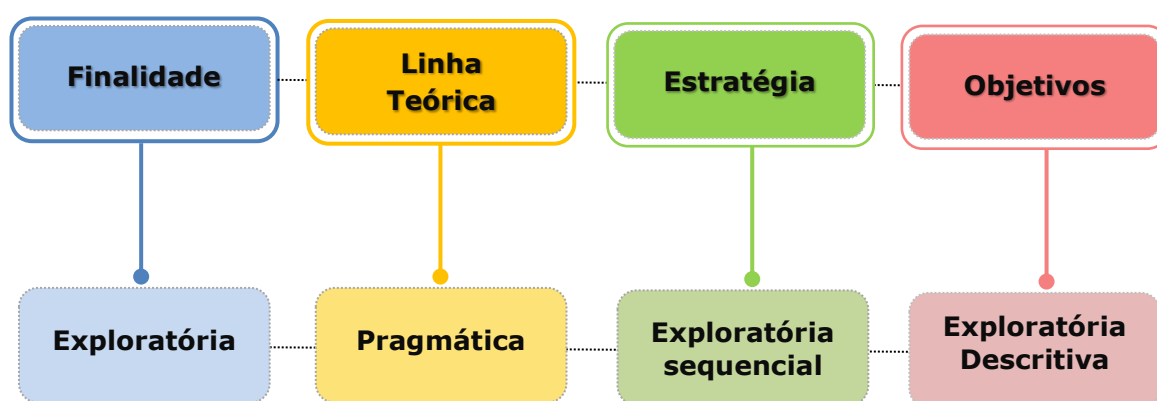 Finalidade
Linha
Teórica
Estratégia
Objetivos
Exploratória
Pragmática
Exploratória
sequencial
Exploratória
Descritiva